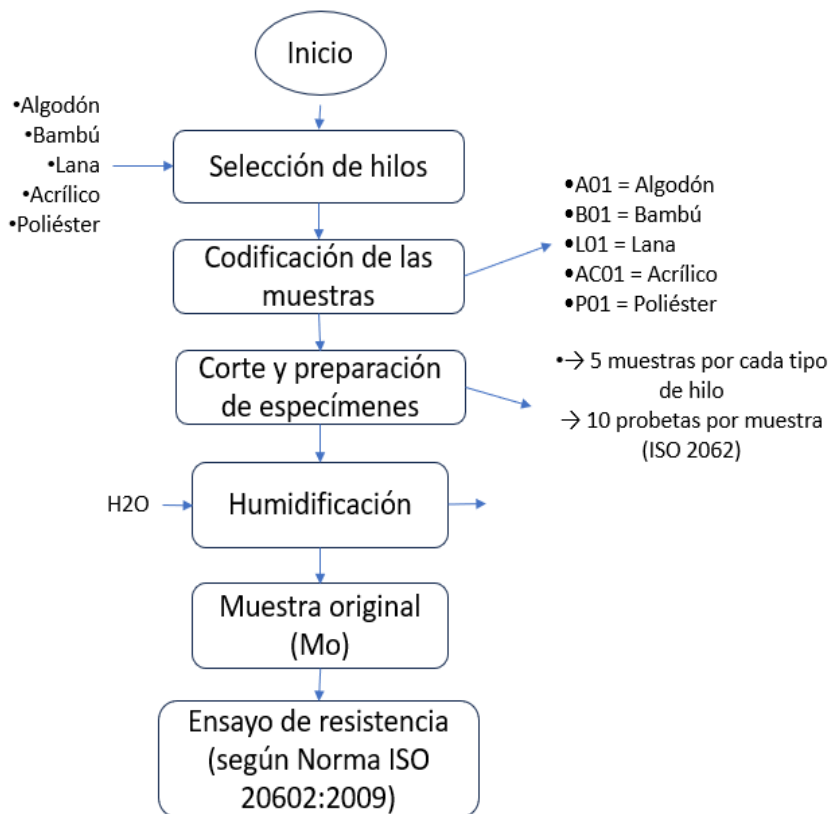 Inicio
•Algodón
•Bambú
•Lana
•Acrílico
•Poliéster
Selección de hilos
•A01 = Algodón
•B01 = Bambú
•L01 = Lana
•AC01 = Acrílico
•P01 = Poliéster
Codificación de las
muestras
Corte y preparación
de especímenes
•→ 5 muestras por cada tipo
de hilo
→ 10 probetas por muestra
(ISO 2062)
H2O
Humidificación
Muestra original
(Mo)
Ensayo de resistencia
(según Norma ISO
20602:2009)